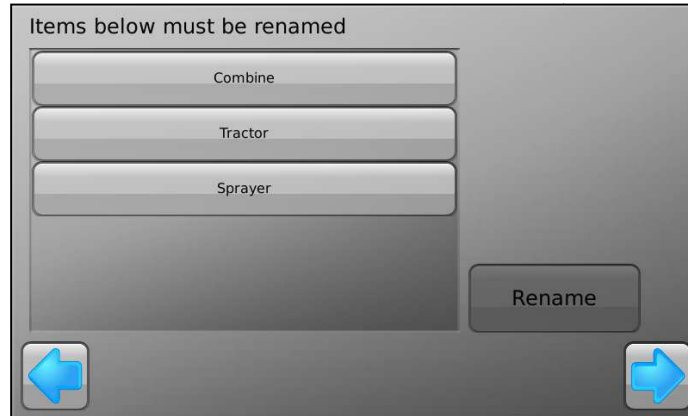 Items below must be renamed
Combine
Tractor
Sprayer
Rename